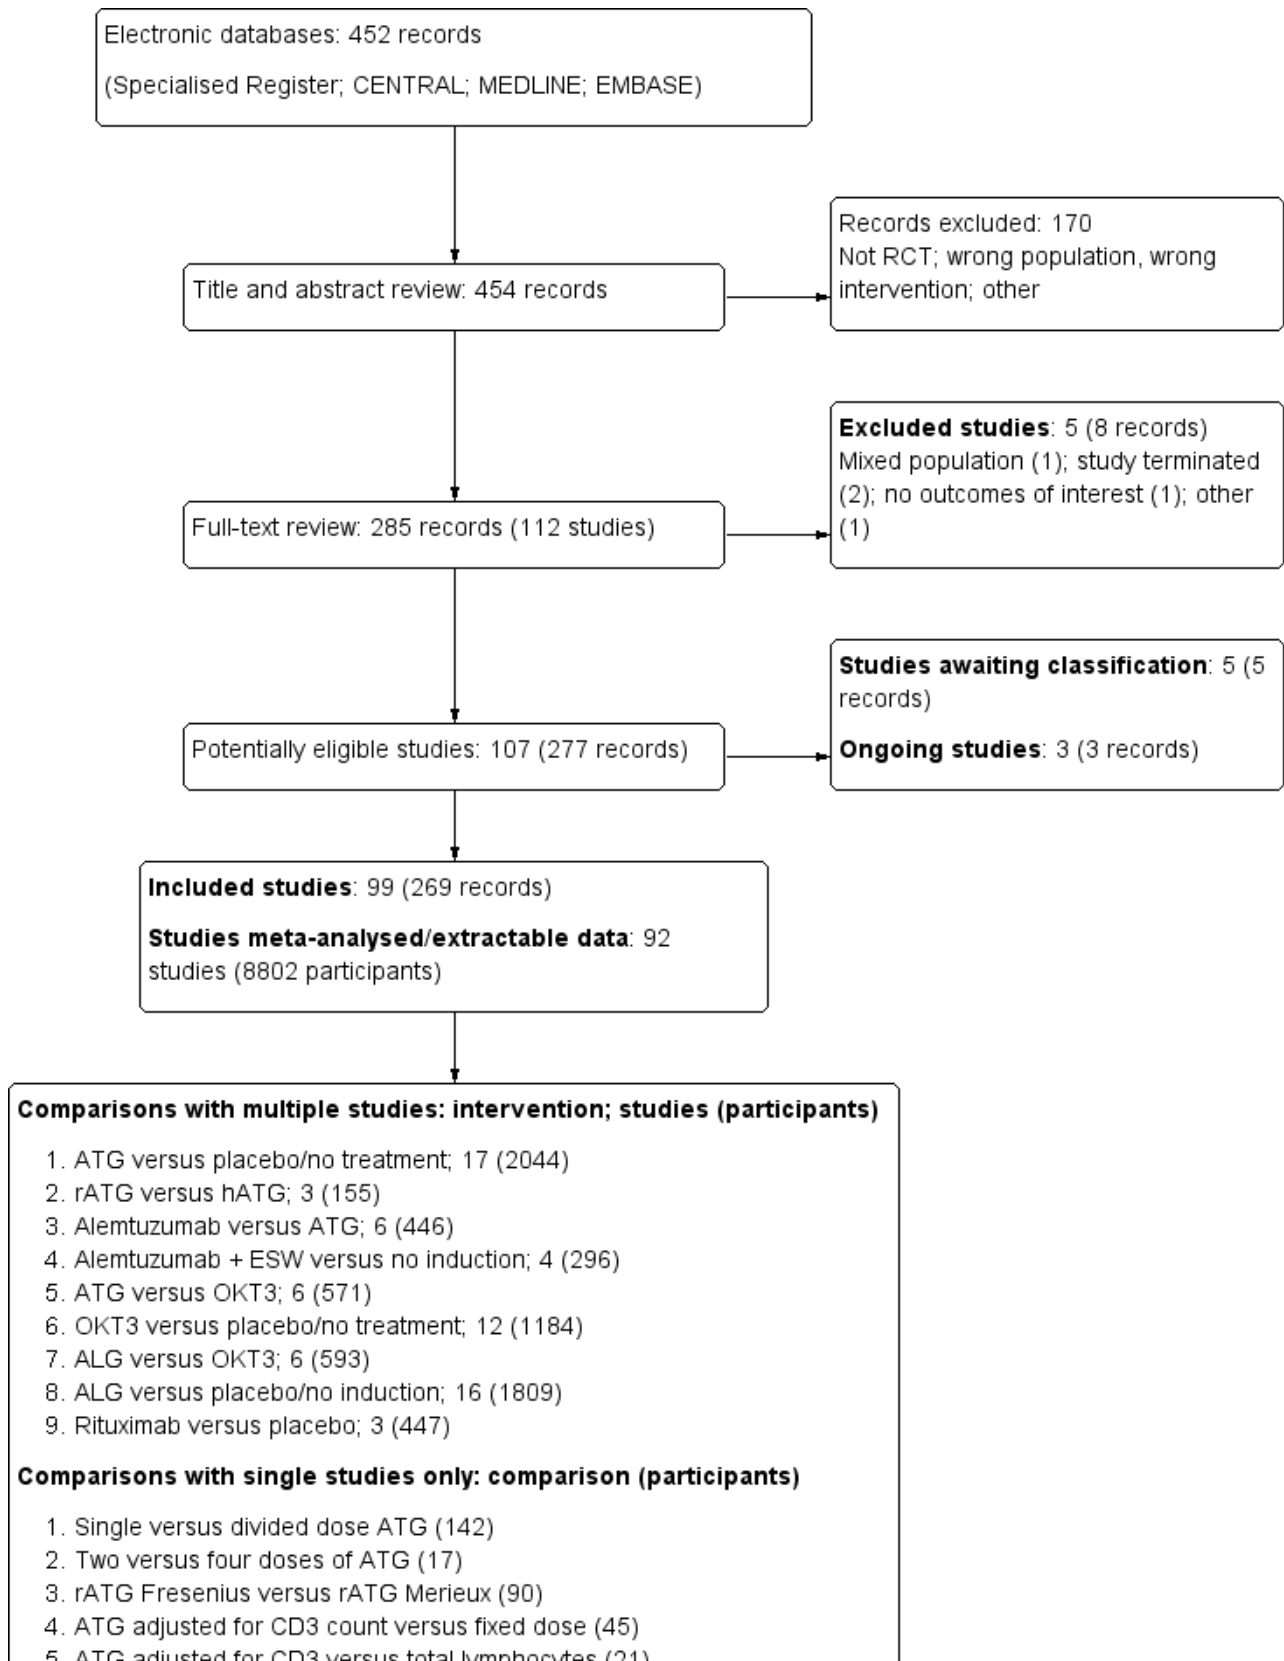 Electronic databases: 452 records
(Specialised Register; CENTRAL; MEDLINE; EMBASE)
Records excluded: 170
Not RCT; wrong population, wrong
intervention; other
Title and abstract review: 454 records
Excluded studies: 5 (8 records)
Mixed population (1); study terminated
(2); no outcomes of interest (1); other
(1)
Full-text review: 285 records (112 studies)
Studies awaiting classification: 5 (5
records)
Ongoing studies: 3 (3 records)
Potentially eligible studies: 107 (277 records)
Included studies: 99 (269 records)
Studies meta-analysed/extractable data: 92
studies (8802 participants)
Comparisons with multiple studies: intervention; studies (participants)
1. ATG versus placebo/no treatment; 17 (2044)
2. rATG versus hATG; 3 (155)
3. Alemtuzumab versus ATG; 6 (446)
4. Alemtuzumab + ESW versus no induction; 4 (296)
5. ATG versus OKT3; 6 (571)
6. OKT3 versus placebo/no treatment; 12 (1184)
7. ALG versus OKT3; 6 (593)
8. ALG versus placebo/no induction; 16 (1809)
9. Rituximab versus placebo; 3 (447)
Comparisons with single studies only: comparison (participants)
1. Single versus divided dose ATG (142)
2. Two versus four doses of ATG (17)
3. rATG Fresenius versus rATG Merieux (90)
4. ATG adjusted for CD3 count versus fixed dose (45)
5. ATG adjusted for CD3 versus total lymphocytes (21)